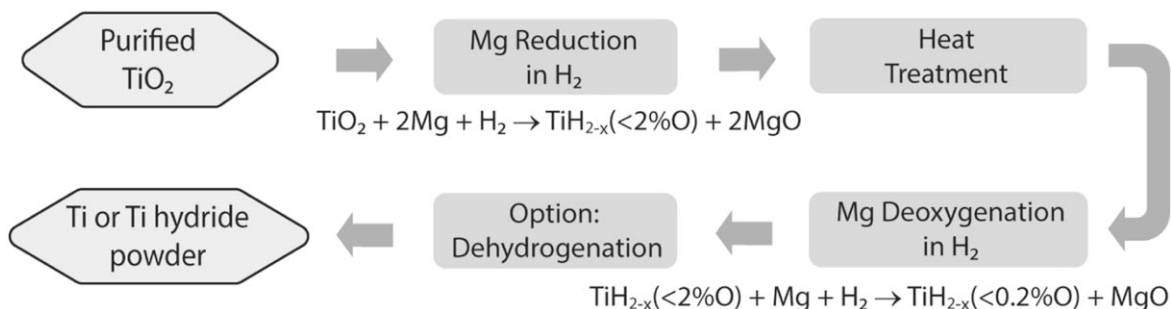 Purified
TiO₂
Mg Reduction
in H₂
Heat
Treatment
TiO₂ + 2Mg + H₂ → TiH₂₋ₓ(<2%O) + 2MgO
Ti or Ti hydride
powder
Option:
Dehydrogenation
Mg Deoxygenation
in H₂
TiH₂₋ₓ(<2%O) + Mg + H₂ → TiH₂₋ₓ(<0.2%O) + MgO